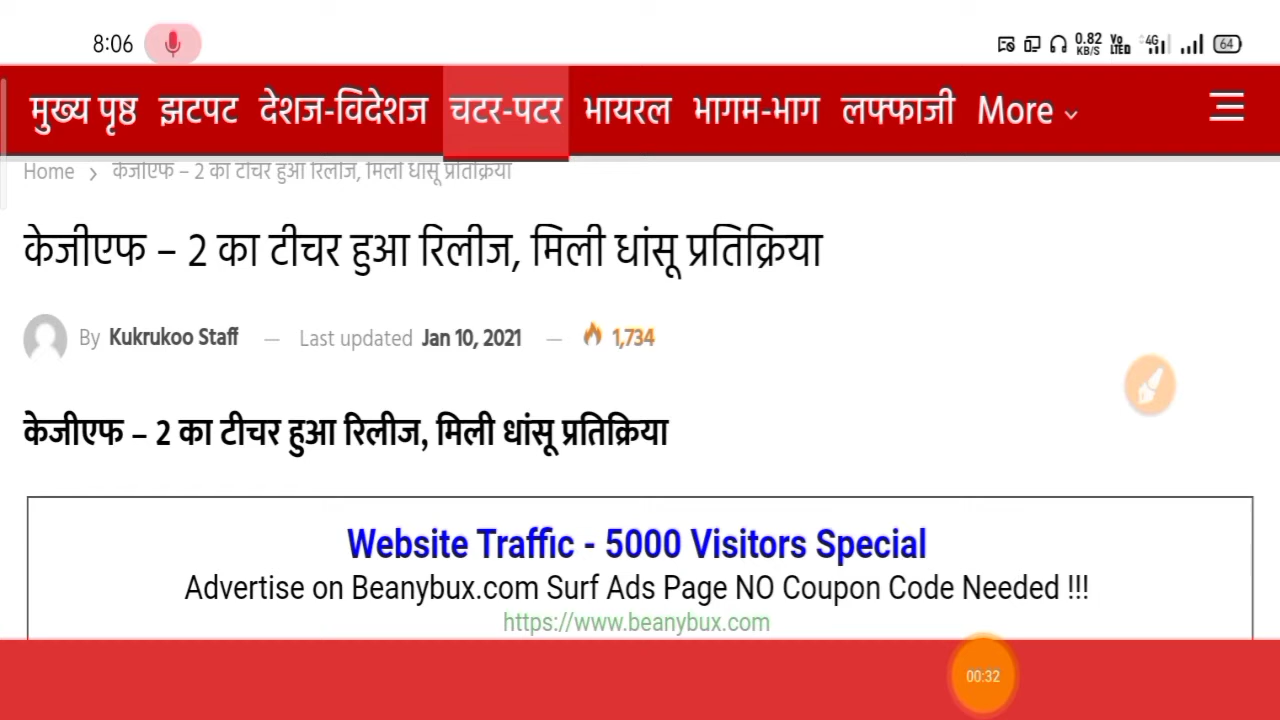 8:06 0.82 KB/S Vo LTED 4G 64
मुख्य पृष्ठ झटपट देशज-विदेशज चटर-पटर भायरल भागम-भाग लफ्फाजी More
Home › केजीएफ – 2 का टीचर हुआ रिलीज, मिली धांसू प्रतिक्रिया
केजीएफ – 2 का टीचर हुआ रिलीज, मिली धांसू प्रतिक्रिया
By Kukrukoo Staff — Last updated Jan 10, 2021 — 1,734
केजीएफ – 2 का टीचर हुआ रिलीज, मिली धांसू प्रतिक्रिया
Website Traffic - 5000 Visitors Special
Advertise on Beanybux.com Surf Ads Page NO Coupon Code Needed !!!
https://www.beanybux.com
00:32